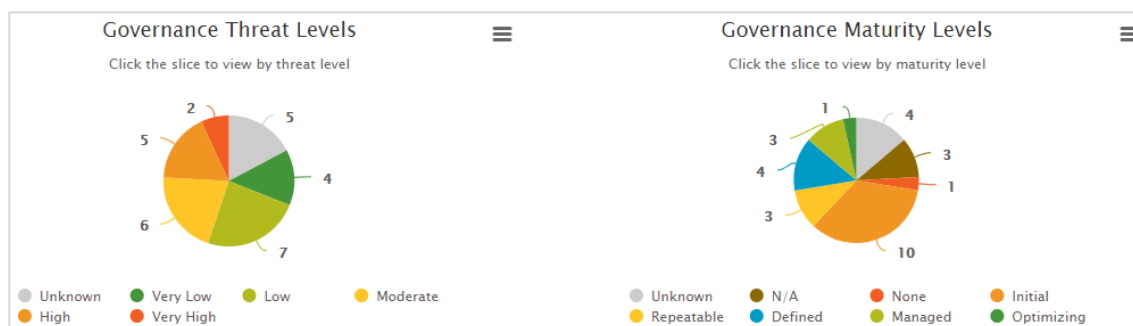 Governance Threat Levels
Click the slice to view by threat level
2
5
5
4
6
7
Unknown Very Low Low Moderate
High Very High
Governance Maturity Levels
Click the slice to view by maturity level
1
4
3
3
4
1
3
10
Unknown N/A None Initial
Repeatable Defined Managed Optimizing